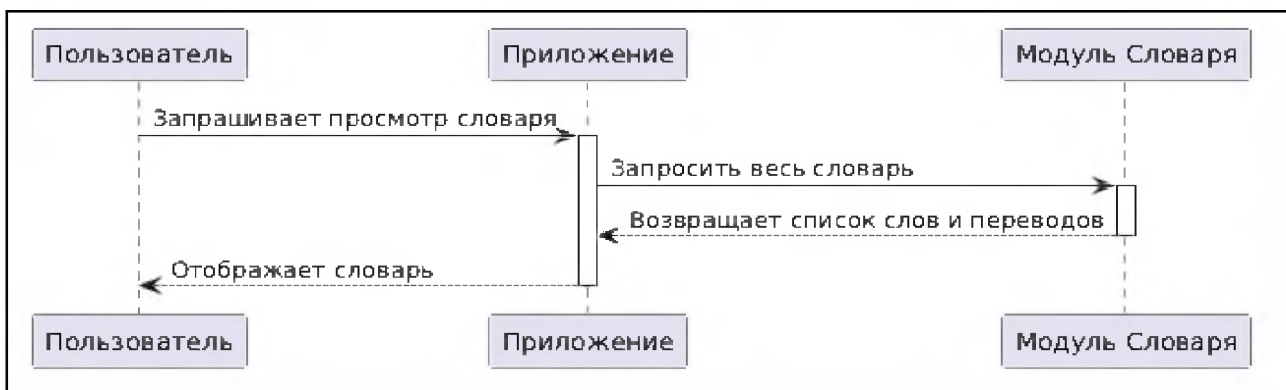 Пользователь
Приложение
Модуль Словаря
Запрашивает просмотр словаря
Запросить весь словарь
Возвращает список слов и переводов
Отображает словарь
Пользователь
Приложение
Модуль Словаря